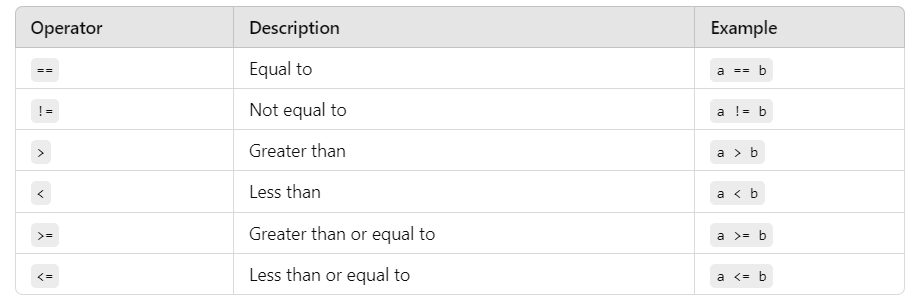 Operator Description Example
== Equal to a == b
!= Not equal to a != b
> Greater than a > b
< Less than a < b
>= Greater than or equal to a >= b
<= Less than or equal to a <= b